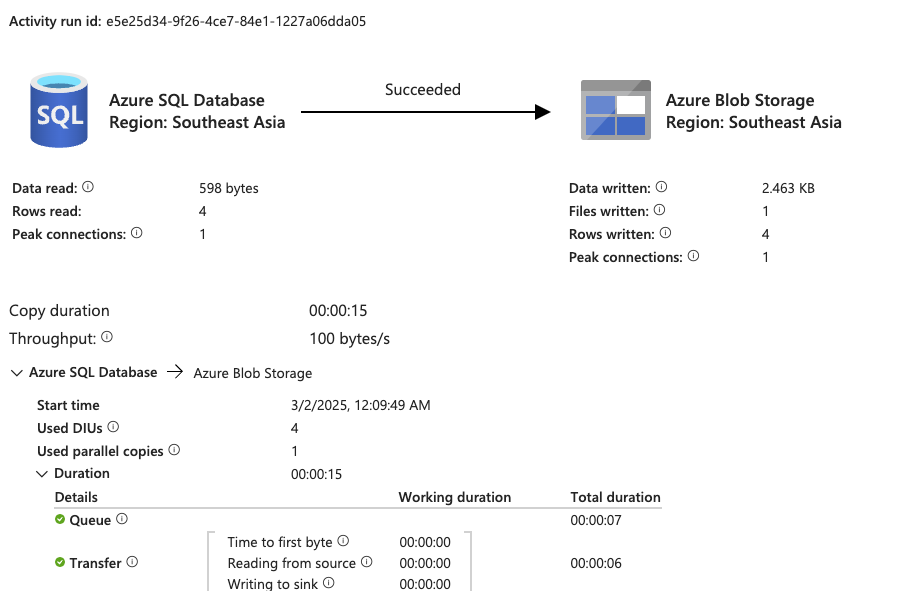 Activity run id: e5e25d34-9f26-4ce7-84e1-1227a06dda05
Succeeded
SQL
Azure SQL Database
Region: Southeast Asia
Azure Blob Storage
Region: Southeast Asia
Data read: 598 bytes
Rows read: 4
Peak connections: 1
Data written: 2.463 KB
Files written: 1
Rows written: 4
Peak connections: 1
Copy duration 00:00:15
Throughput: 100 bytes/s
Azure SQL Database → Azure Blob Storage
Start time 3/2/2025, 12:09:49 AM
Used DIUs 4
Used parallel copies 1
Duration 00:00:15
Details Working duration Total duration
Queue 00:00:07
Time to first byte 00:00:00
Transfer Reading from source 00:00:00 00:00:06
Writing to sink 00:00:00